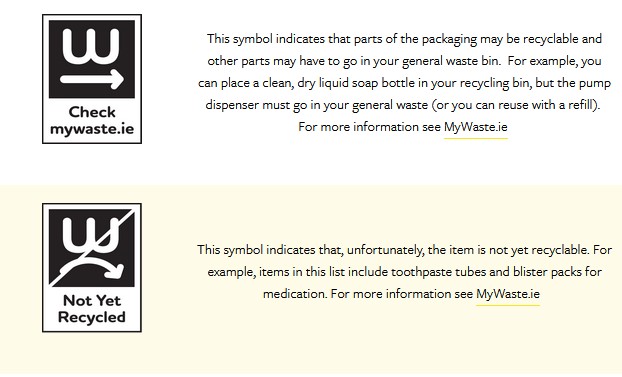 W
Check
mywaste.ie
This symbol indicates that parts of the packaging may be recyclable and
other parts may have to go in your general waste bin.  For example, you
can place a clean, dry liquid soap bottle in your recycling bin, but the pump
dispenser must go in your general waste (or you can reuse with a refill).
For more information see MyWaste.ie
W
Not Yet
Recycled
This symbol indicates that, unfortunately, the item is not yet recyclable. For
example, items in this list include toothpaste tubes and blister packs for
medication. For more information see MyWaste.ie